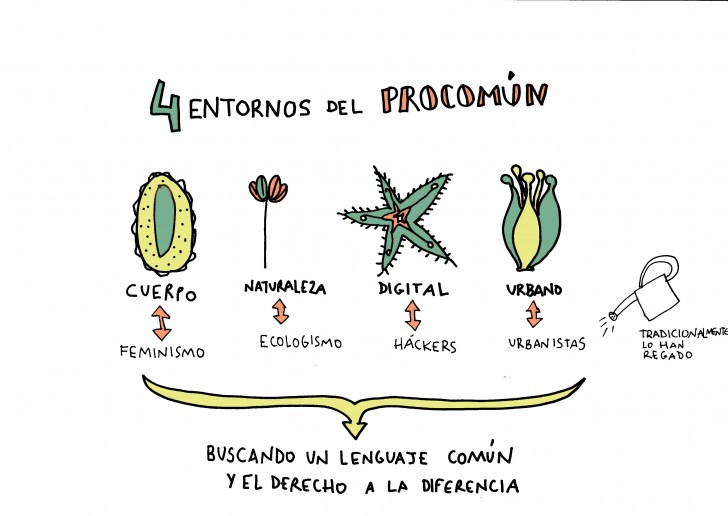 4 ENTORNOS DEL PROCOMÚN
CUERPO
NATURALEZA
DIGITAL
URBANO
FEMINISMO
ECOLOGISMO
HÁCKERS
URBANISTAS
TRADICIONALMENTE
LO HAN
REGADO
BUSCANDO UN LENGUAJE COMÚN
Y EL DERECHO A LA DIFERENCIA